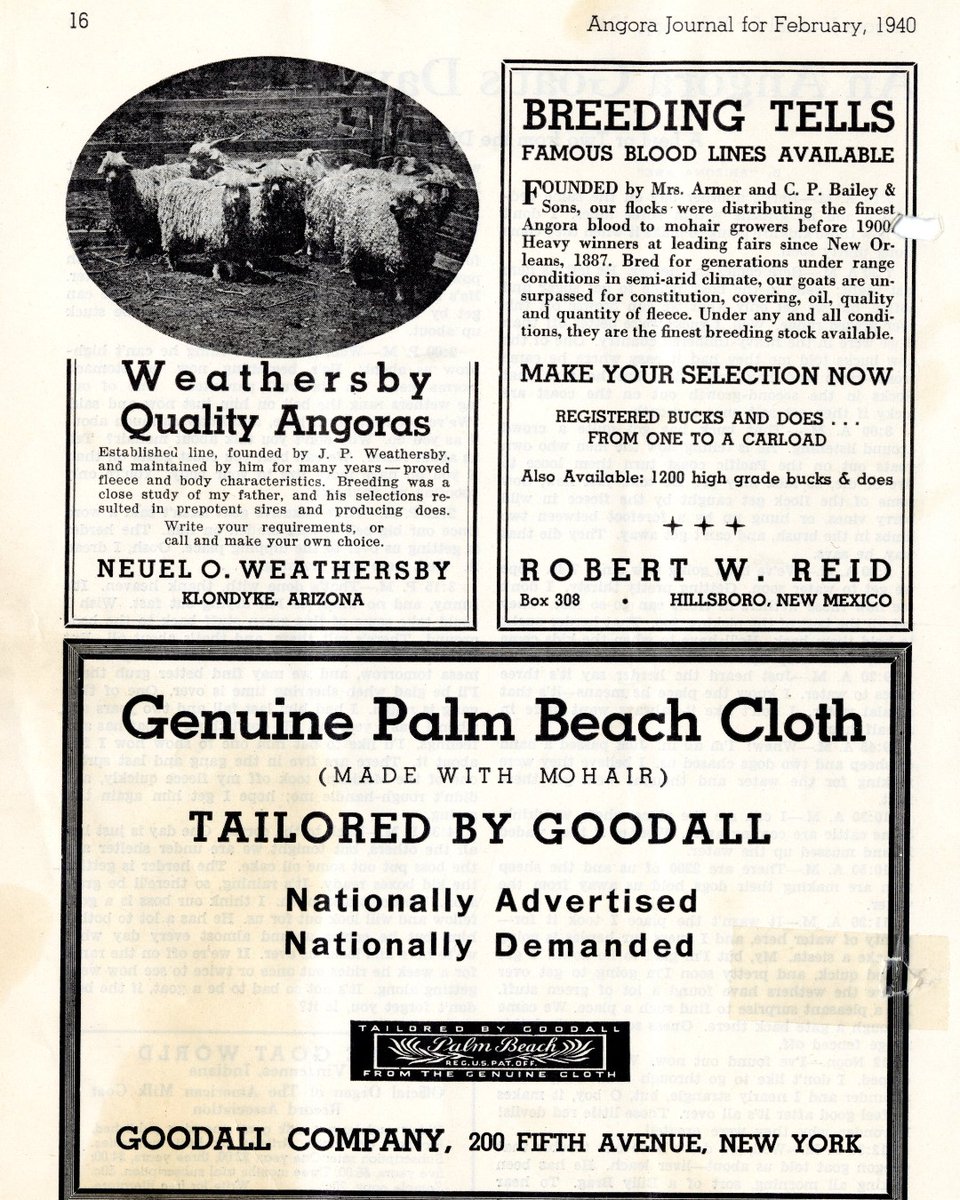 16
Angora Journal for February, 1940
Weathersby
Quality Angoras
Established line, founded by J. P. Weathersby,
and maintained by him for many years — proved
fleece and body characteristics. Breeding was a
close study of my father, and his selections re-
sulted in prepotent sires and producing does.
Write your requirements, or
call and make your own choice.
NEUEL O. WEATHERSBY
KLONDYKE, ARIZONA
BREEDING TELLS
FAMOUS BLOOD LINES AVAILABLE
FOUNDED by Mrs. Armer and C. P. Bailey &
Sons, our flocks were distributing the finest
Angora blood to mohair growers before 1900.
Heavy winners at leading fairs since New Or-
leans, 1887. Bred for generations under range
conditions in semi-arid climate, our goats are un-
surpassed for constitution, covering, oil, quality
and quantity of fleece. Under any and all condi-
tions, they are the finest breeding stock available.
MAKE YOUR SELECTION NOW
REGISTERED BUCKS AND DOES . . .
FROM ONE TO A CARLOAD
Also Available: 1200 high grade bucks & does
ROBERT W. REID
Box 308 HILLSBORO, NEW MEXICO
Genuine Palm Beach Cloth
(MADE WITH MOHAIR)
TAILORED BY GOODALL
Nationally Advertised
Nationally Demanded
TAILORED BY GOODALL
Palm Beach
REG. U.S. PAT. OFF.
FROM THE GENUINE CLOTH
GOODALL COMPANY, 200 FIFTH AVENUE, NEW YORK